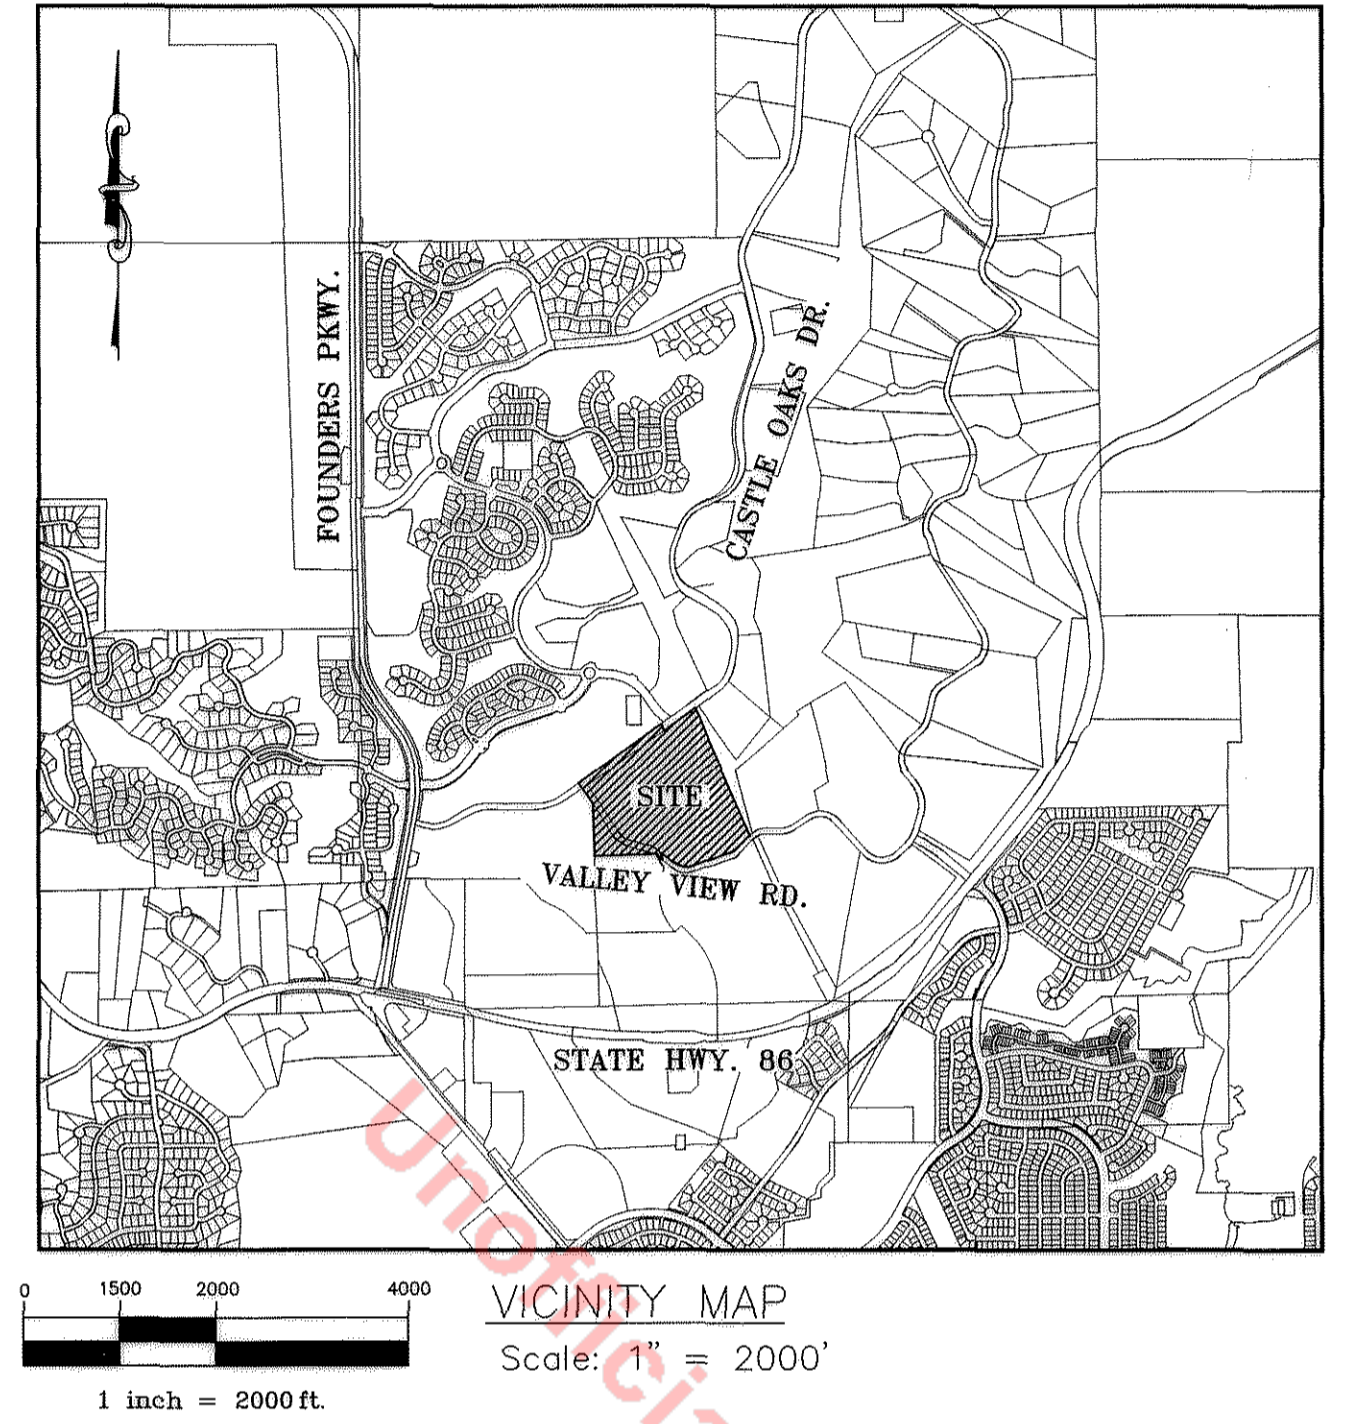 FOUNDERS PKWY.
CASTLE OAKS DR.
SITE
VALLEY VIEW RD.
STATE HWY. 86
0 1500 2000 4000
1 inch = 2000 ft.
VICINITY MAP
Scale: 1" = 2000'